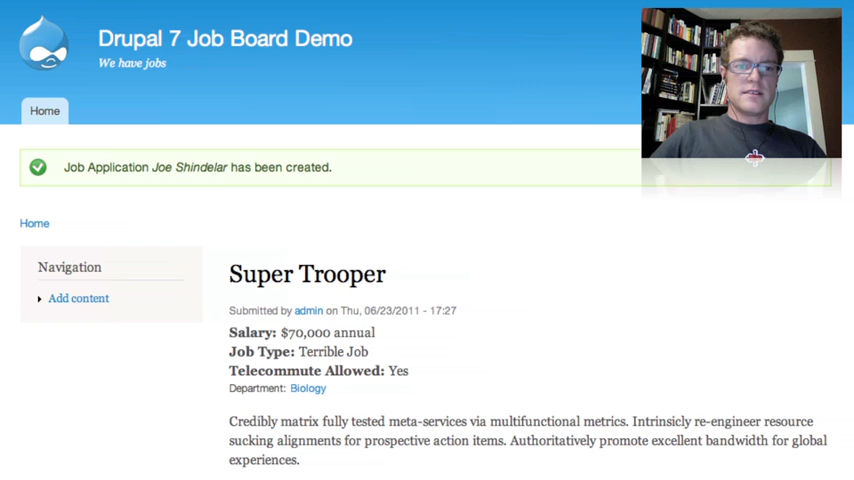 Drupal 7 Job Board Demo
We have jobs
Home
Job Application Joe Shindelar has been created.
Home
Navigation
Add content
Super Trooper
Submitted by admin on Thu, 06/23/2011 - 17:27
Salary: $70,000 annual
Job Type: Terrible Job
Telecommute Allowed: Yes
Department: Biology
Credibly matrix fully tested meta-services via multifunctional metrics. Intrinsicly re-engineer resource
sucking alignments for prospective action items. Authoritatively promote excellent bandwidth for global
experiences.